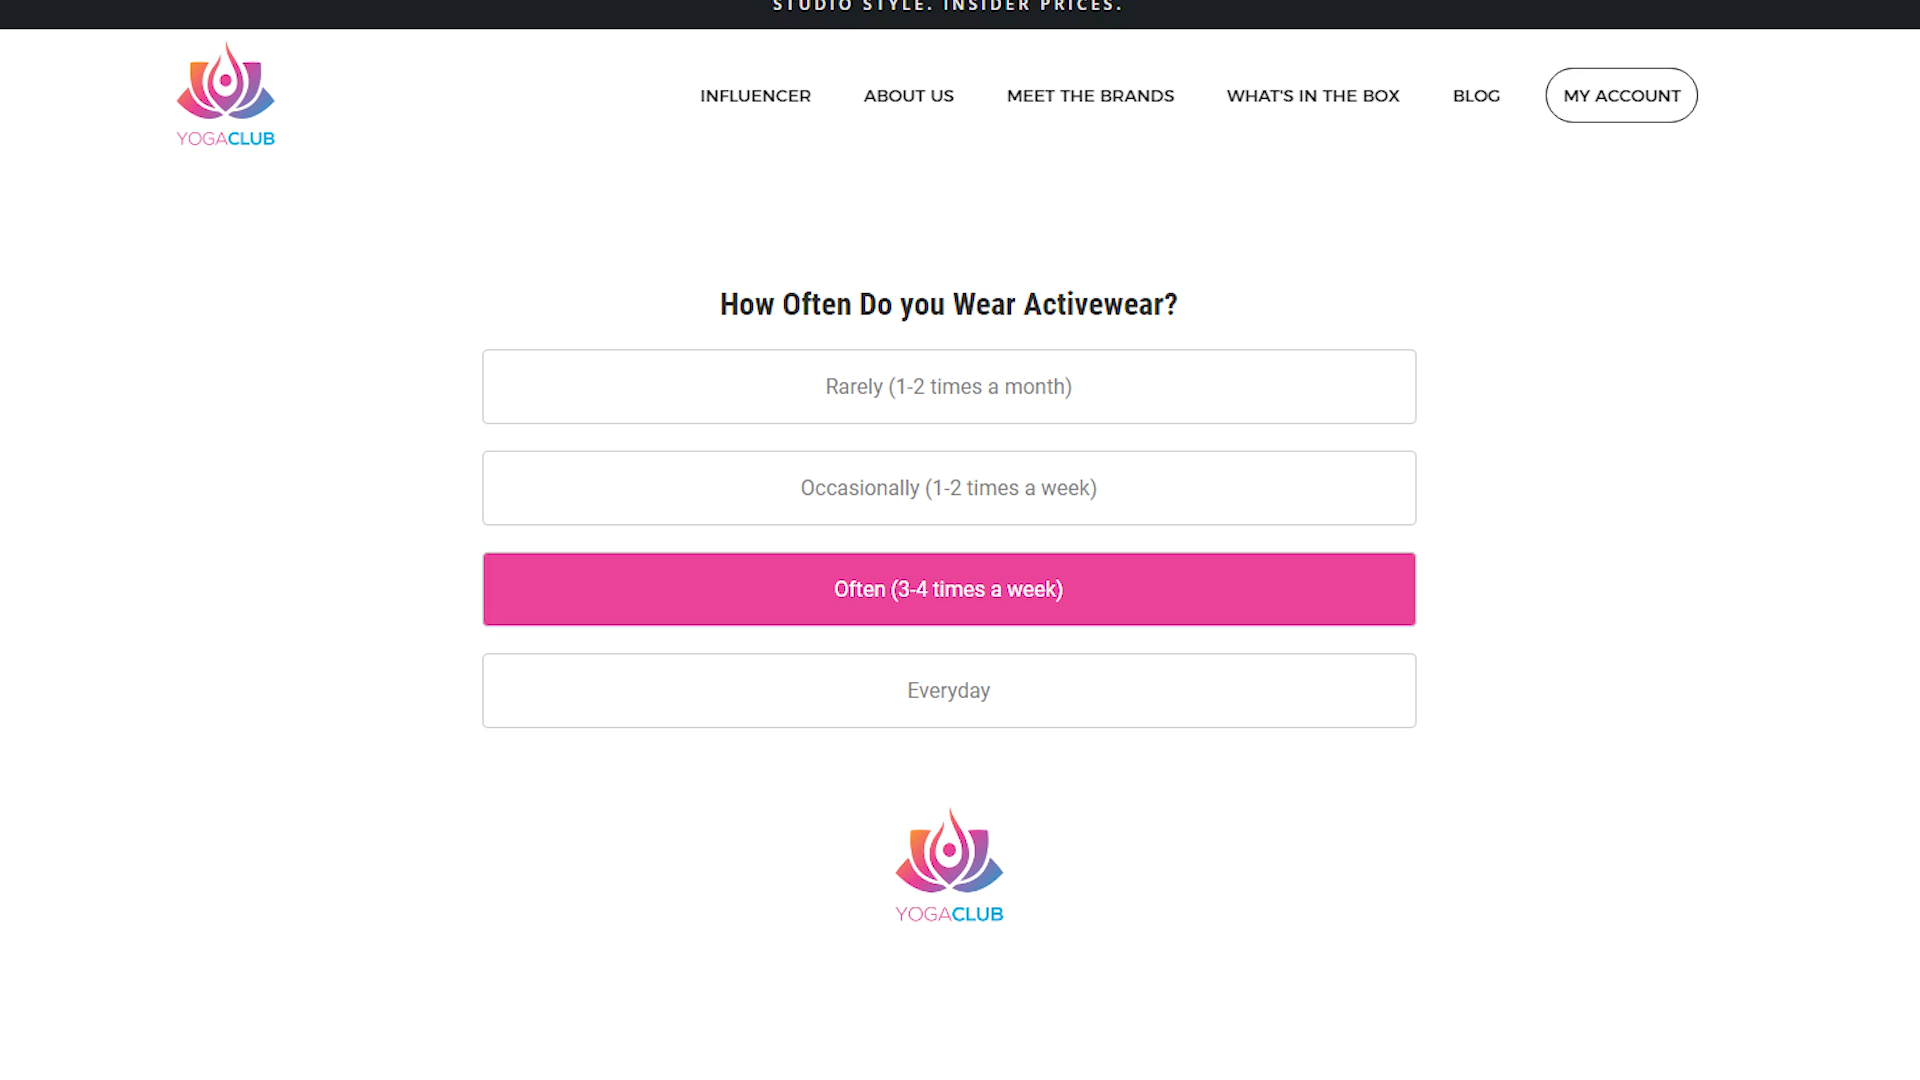 STUDIO STYLE. INSIDER PRICES.
YOGACLUB
INFLUENCER
ABOUT US
MEET THE BRANDS
WHAT'S IN THE BOX
BLOG
MY ACCOUNT
How Often Do you Wear Activewear?
Rarely (1-2 times a month)
Occasionally (1-2 times a week)
Often (3-4 times a week)
Everyday
YOGACLUB